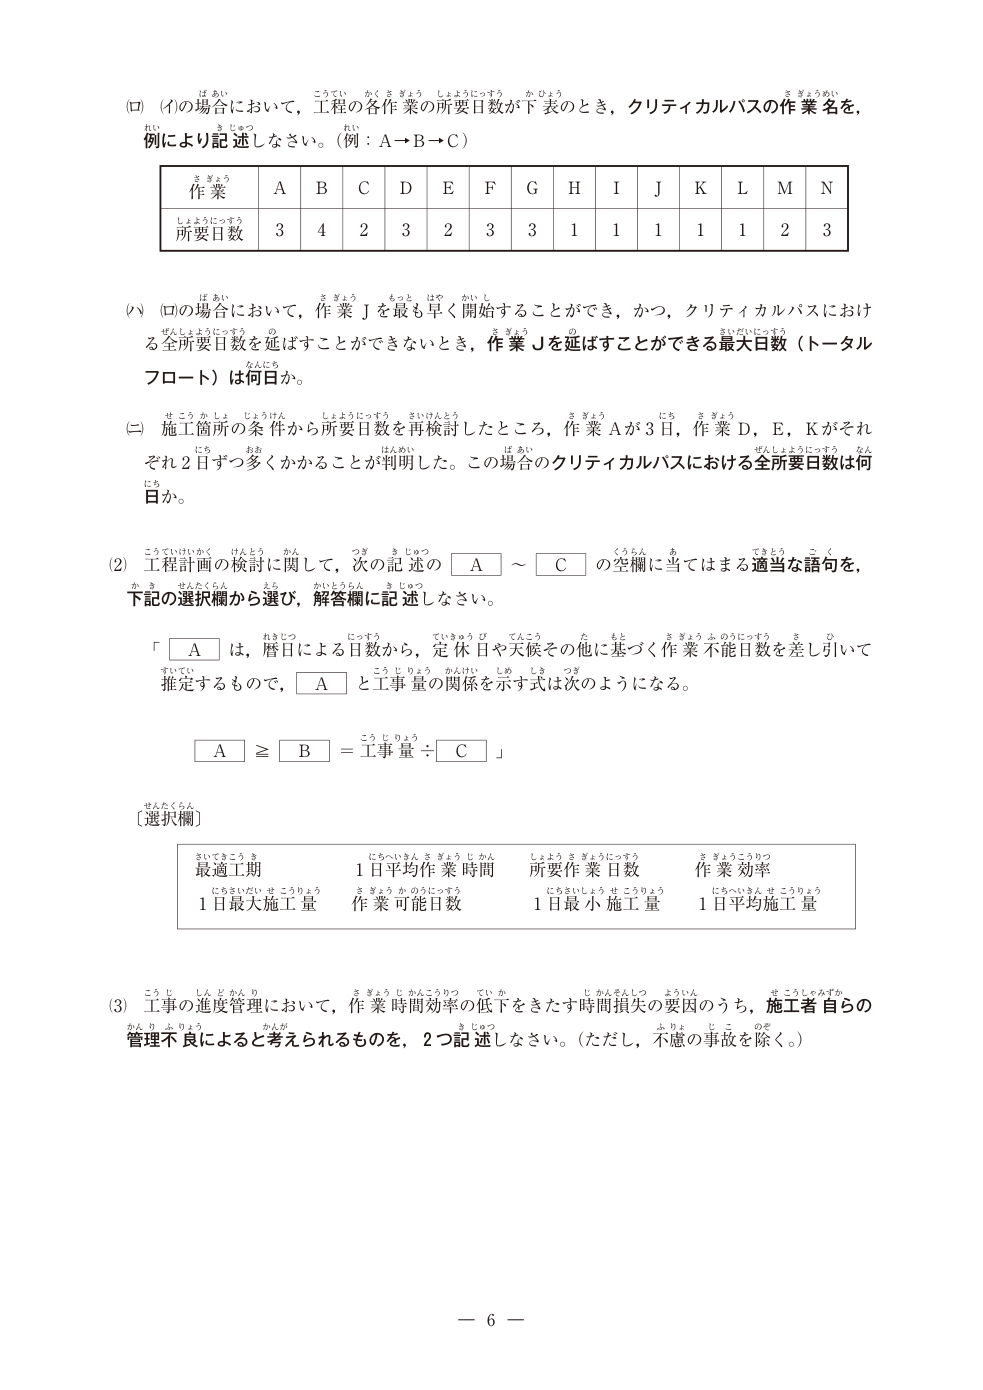 ㈺ ㈹の場合において，工程の各作業の所要日数が下表のとき，クリティカルパスの作業名を，
例により記述しなさい。（例：A→B→C）
作業 A B C D E F G H I J K L M N
所要日数 3 4 2 3 2 3 3 1 1 1 1 1 2 3
(ハ) (ロ)の場合において，作業Jを最も早く開始することができ，かつ，クリティカルパスにおけ
る全所要日数を延ばすことができないとき，作業Jを延ばすことができる最大日数（トータル
フロート）は何日か。
(ニ) 施工箇所の条件から所要日数を再検討したところ，作業Aが3日，作業D，E，Kがそれ
ぞれ2日ずつ多くかかることが判明した。この場合のクリティカルパスにおける全所要日数は何
日か。
⑵ 工程計画の検討に関して，次の記述の A ～ C の空欄に当てはまる適当な語句を，
下記の選択欄から選び，解答欄に記述しなさい。
「 A は，暦日による日数から，定休日や天候その他に基づく作業不能日数を差し引いて
推定するもので， A と工事量の関係を示す式は次のようになる。
A ≧ B ＝工事量÷ C 」
〔選択欄〕
最適工期 1日平均作業時間 所要作業日数 作業効率
1日最大施工量 作業可能日数 1日最小施工量 1日平均施工量
⑶ 工事の進度管理において，作業時間効率の低下をきたす時間損失の要因のうち，施工者自らの
管理不良によると考えられるものを，2つ記述しなさい。（ただし，不慮の事故を除く。）
— 6 —